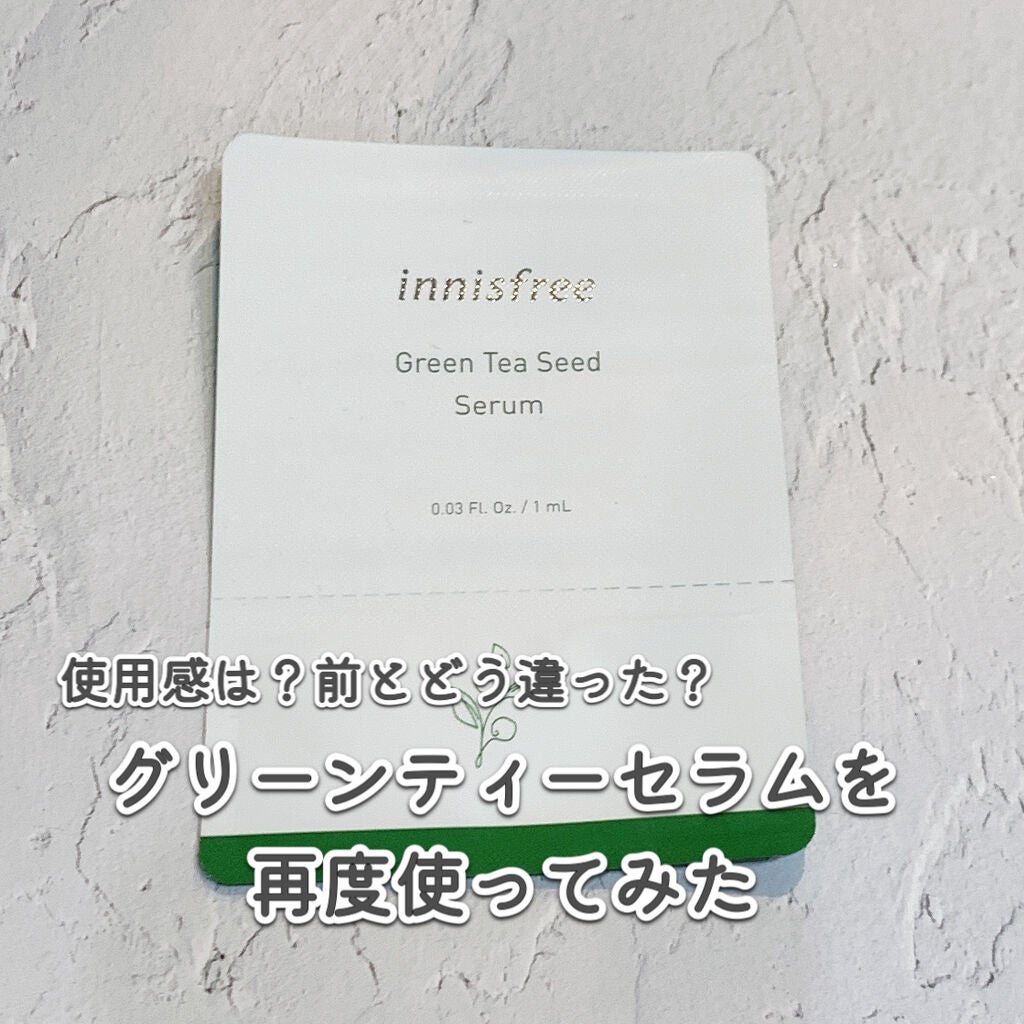 innisfree
Green Tea Seed
Serum
0.03 Fl. Oz. / 1 mL
使用感は？前とどう違った？
グリーンティーセラムを
再度使ってみた